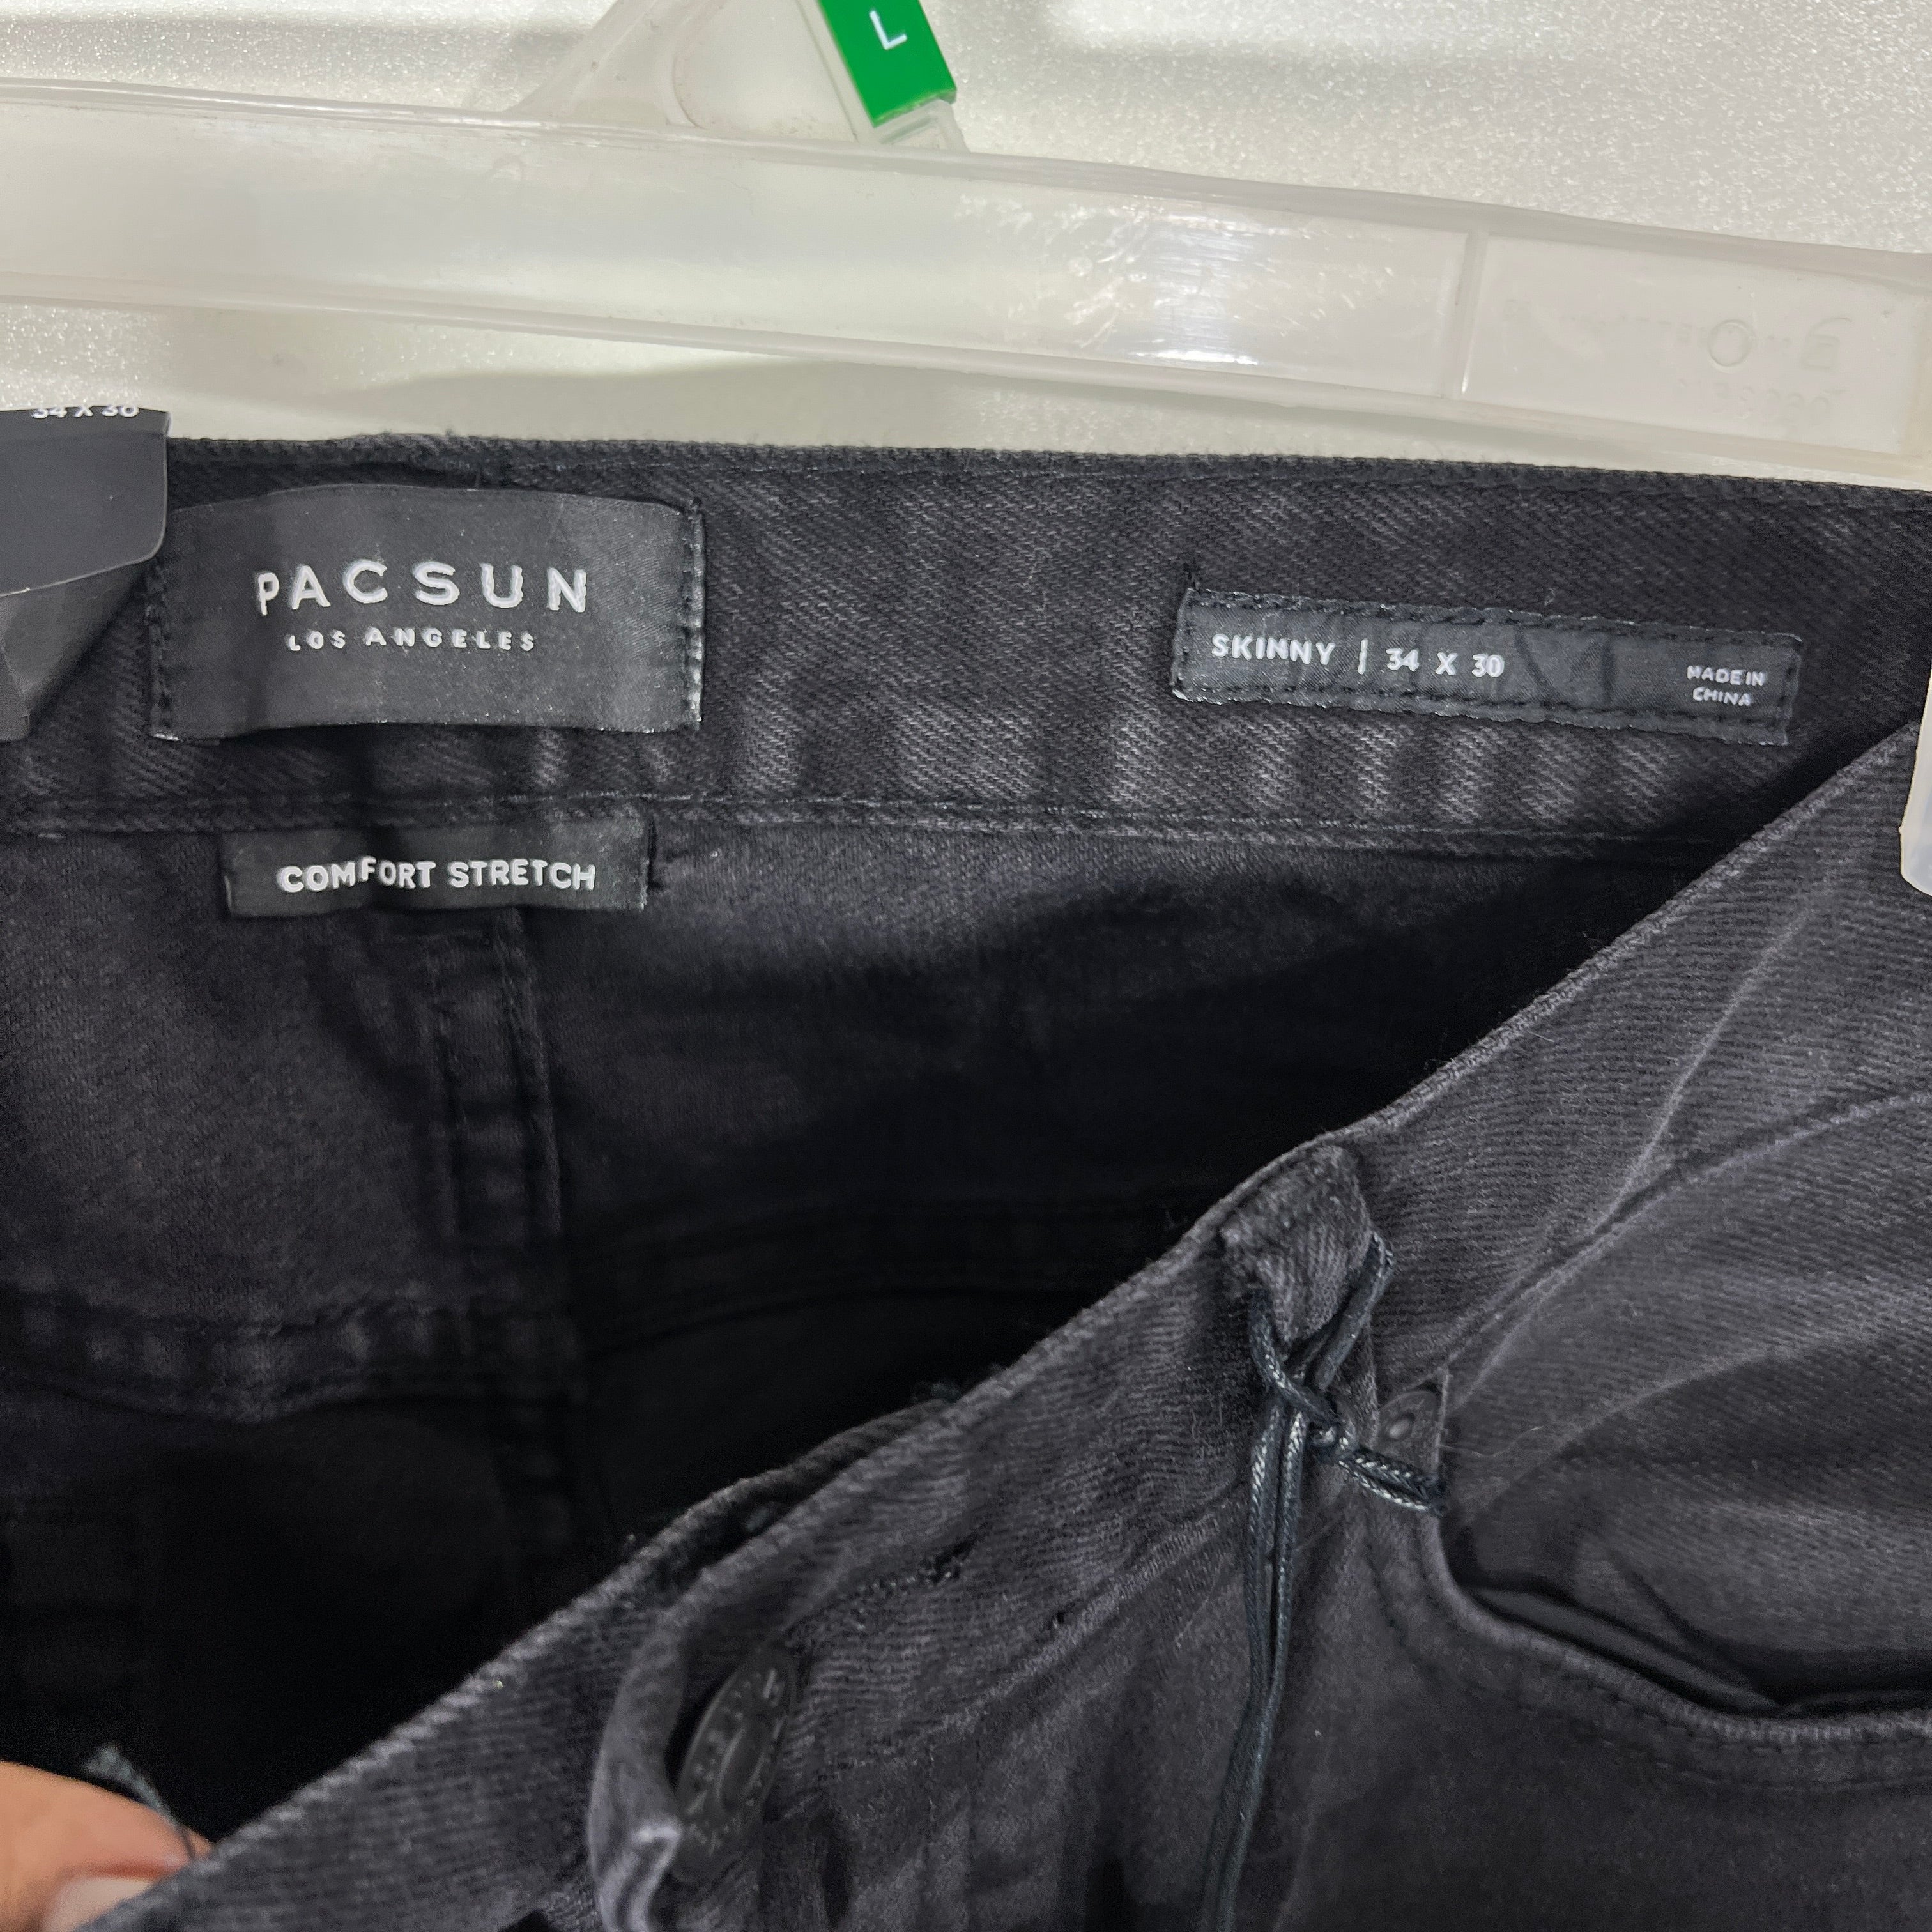 L
34 X 30
PACSUN
LOS ANGELES
SKINNY | 34 X 30
MADE IN
CHINA
COMFORT STRETCH